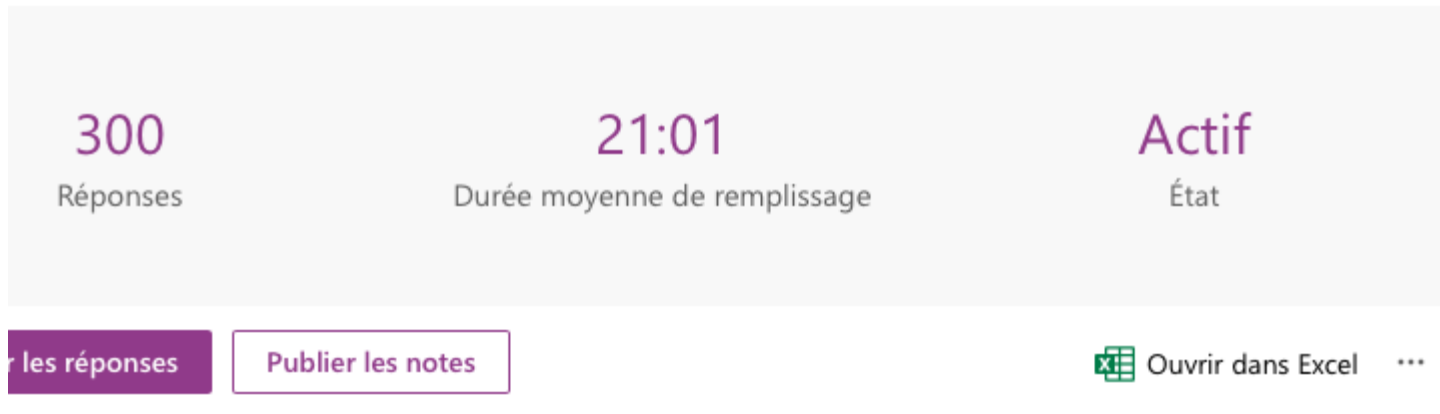 300
Réponses
21:01
Durée moyenne de remplissage
Actif
État
les réponses
Publier les notes
Ouvrir dans Excel